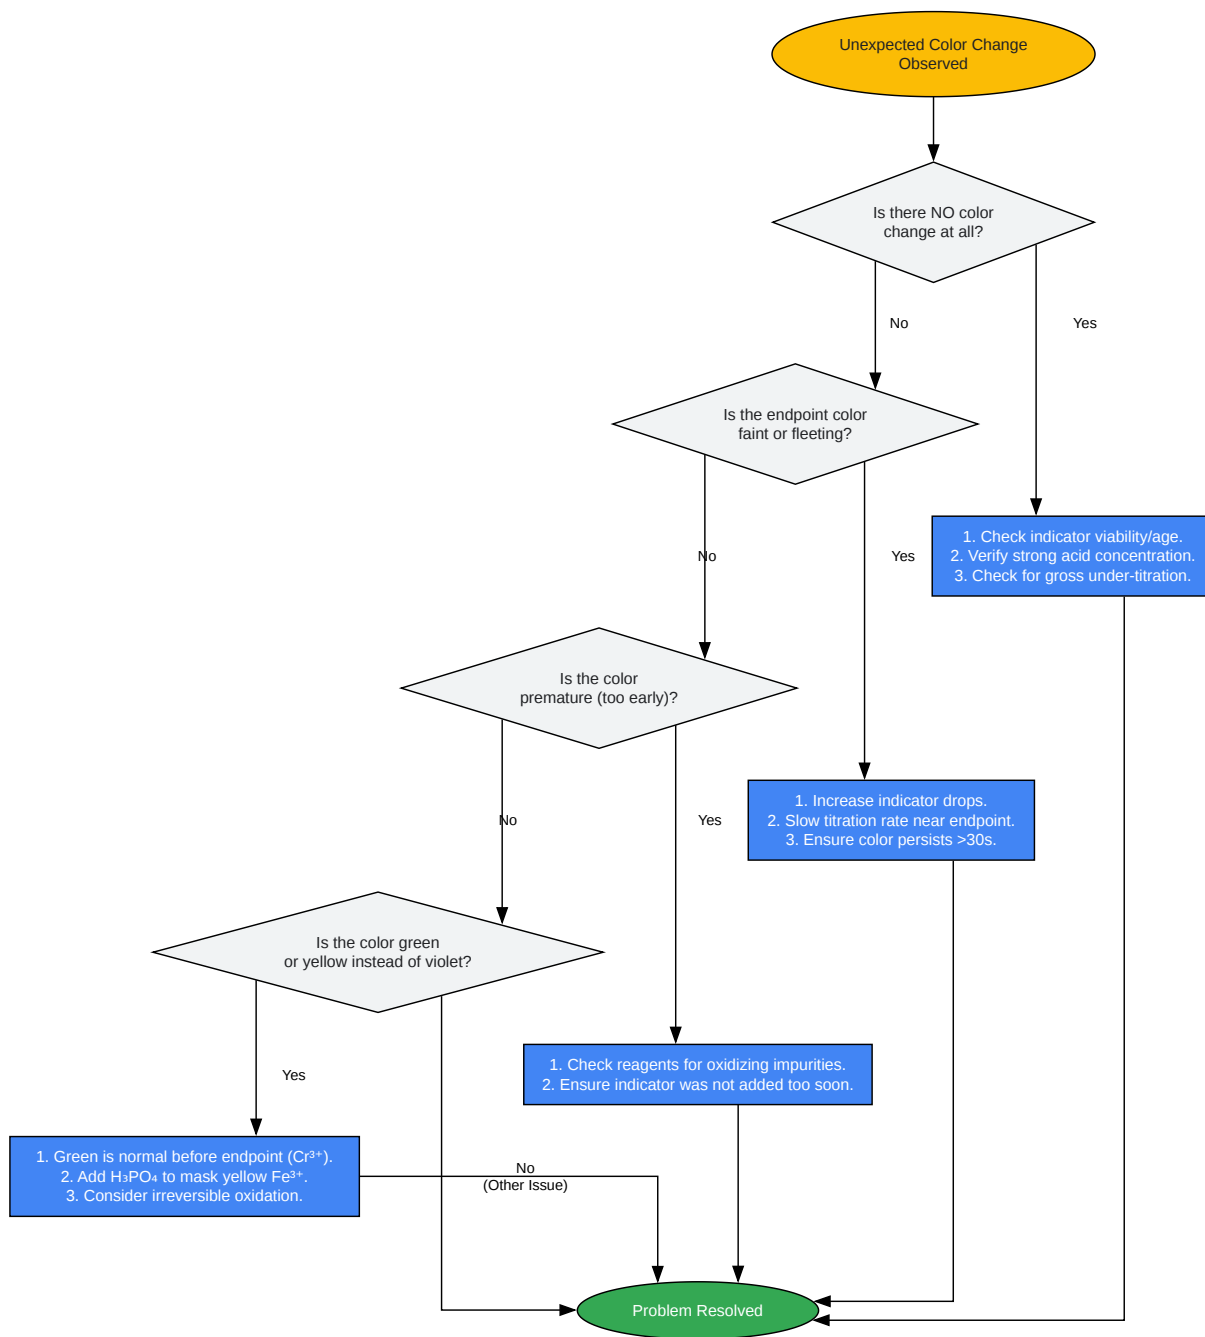 Unexpected Color Change
Observed
Is there NO color
change at all?
No
Yes
Is the endpoint color
faint or fleeting?
No
Yes
1. Check indicator viability/age.
2. Verify strong acid concentration.
3. Check for gross under-titration.
Is the color
premature (too early)?
No
Yes
1. Increase indicator drops.
2. Slow titration rate near endpoint.
3. Ensure color persists >30s.
Is the color green
or yellow instead of violet?
Yes
1. Check reagents for oxidizing impurities.
2. Ensure indicator was not added too soon.
1. Green is normal before endpoint (Cr³⁺).
2. Add H₃PO₄ to mask yellow Fe³⁺.
3. Consider irreversible oxidation.
No
(Other Issue)
Problem Resolved